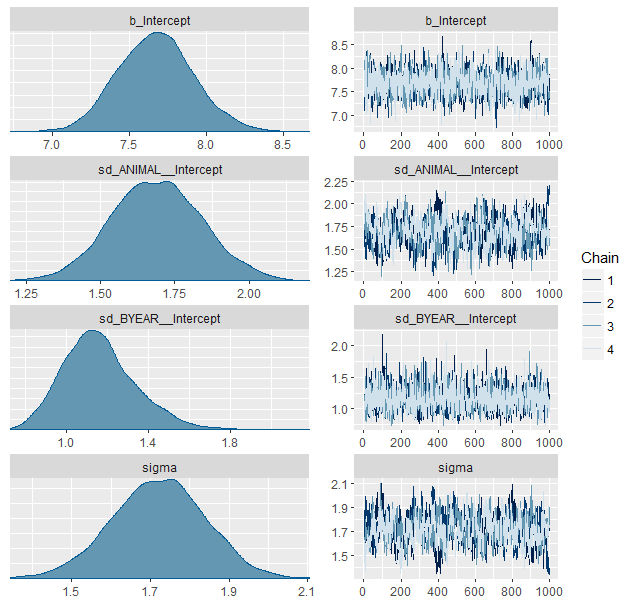 b_Intercept
7.0 7.5 8.0 8.5
b_Intercept
8.5
8.0
7.5
7.0
0 200 400 600 800 1000
sd_ANIMAL__Intercept
1.25 1.50 1.75 2.00
sd_ANIMAL__Intercept
2.25
2.00
1.75
1.50
1.25
0 200 400 600 800 1000
sd_BYEAR__Intercept
1.0 1.4 1.8
sd_BYEAR__Intercept
2.0
1.5
1.0
0 200 400 600 800 1000
sigma
1.5 1.7 1.9 2.1
sigma
2.1
1.9
1.7
1.5
0 200 400 600 800 1000
Chain
1
2
3
4